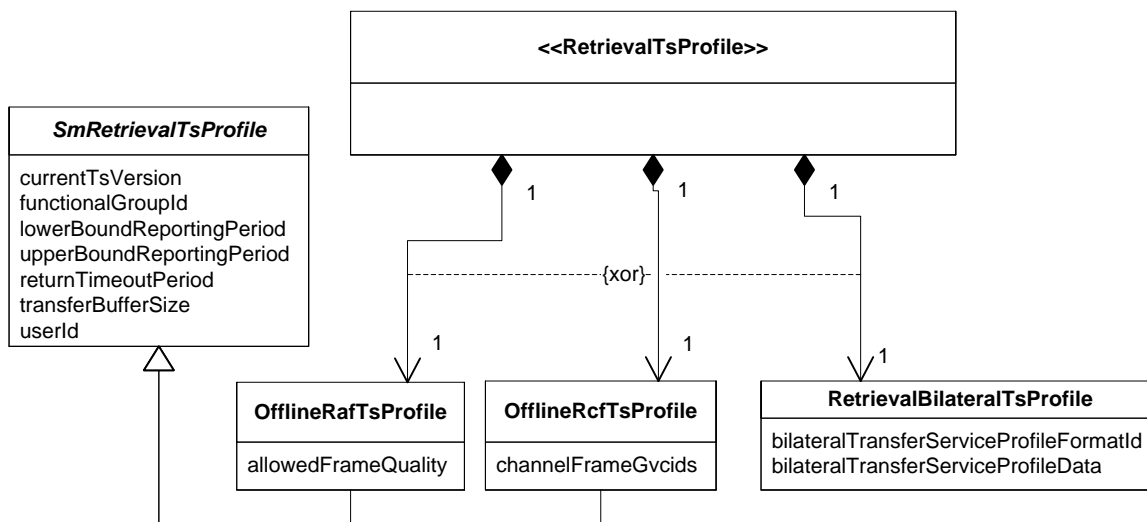 <<RetrievalTsProfile>>
SmRetrievalTsProfile
currentTsVersion
functionalGroupId
lowerBoundReportingPeriod
upperBoundReportingPeriod
returnTimeoutPeriod
transferBufferSize
userId
1
1
1
{xor}
1
1
1
OfflineRafTsProfile
allowedFrameQuality
OfflineRcfTsProfile
channelFrameGvcids
RetrievalBilateralTsProfile
bilateralTransferServiceProfileFormatId
bilateralTransferServiceProfileData